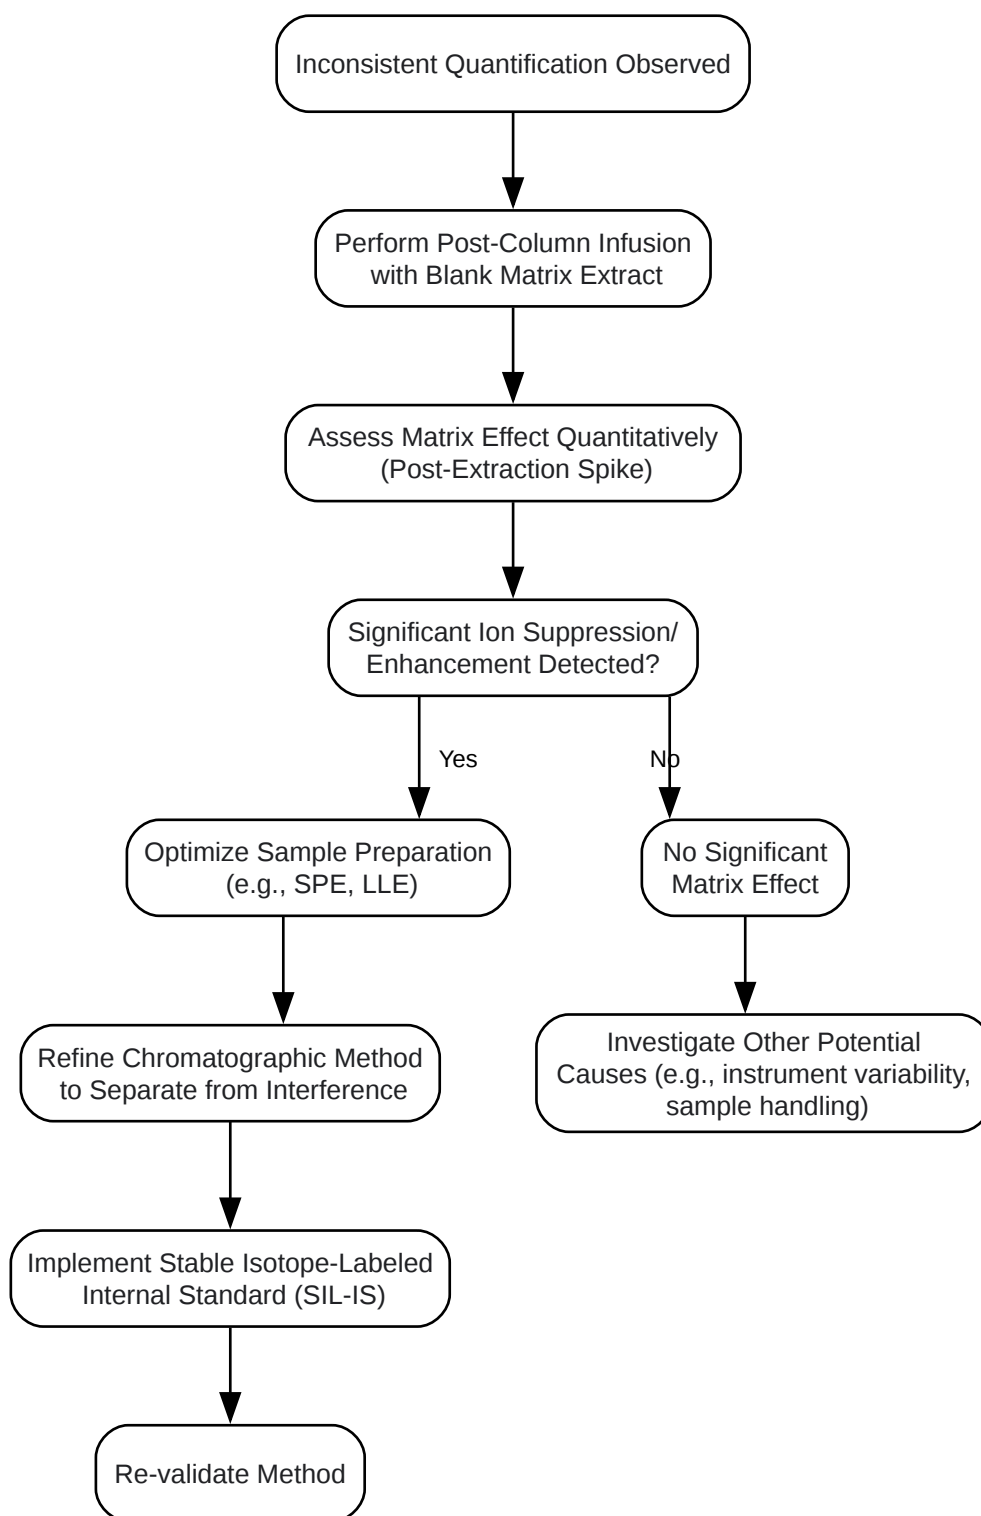 Inconsistent Quantification Observed
Perform Post-Column Infusion
with Blank Matrix Extract
Assess Matrix Effect Quantitatively
(Post-Extraction Spike)
Significant Ion Suppression/
Enhancement Detected?
Yes
No
Optimize Sample Preparation
(e.g., SPE, LLE)
No Significant
Matrix Effect
Refine Chromatographic Method
to Separate from Interference
Investigate Other Potential
Causes (e.g., instrument variability,
sample handling)
Implement Stable Isotope-Labeled
Internal Standard (SIL-IS)
Re-validate Method